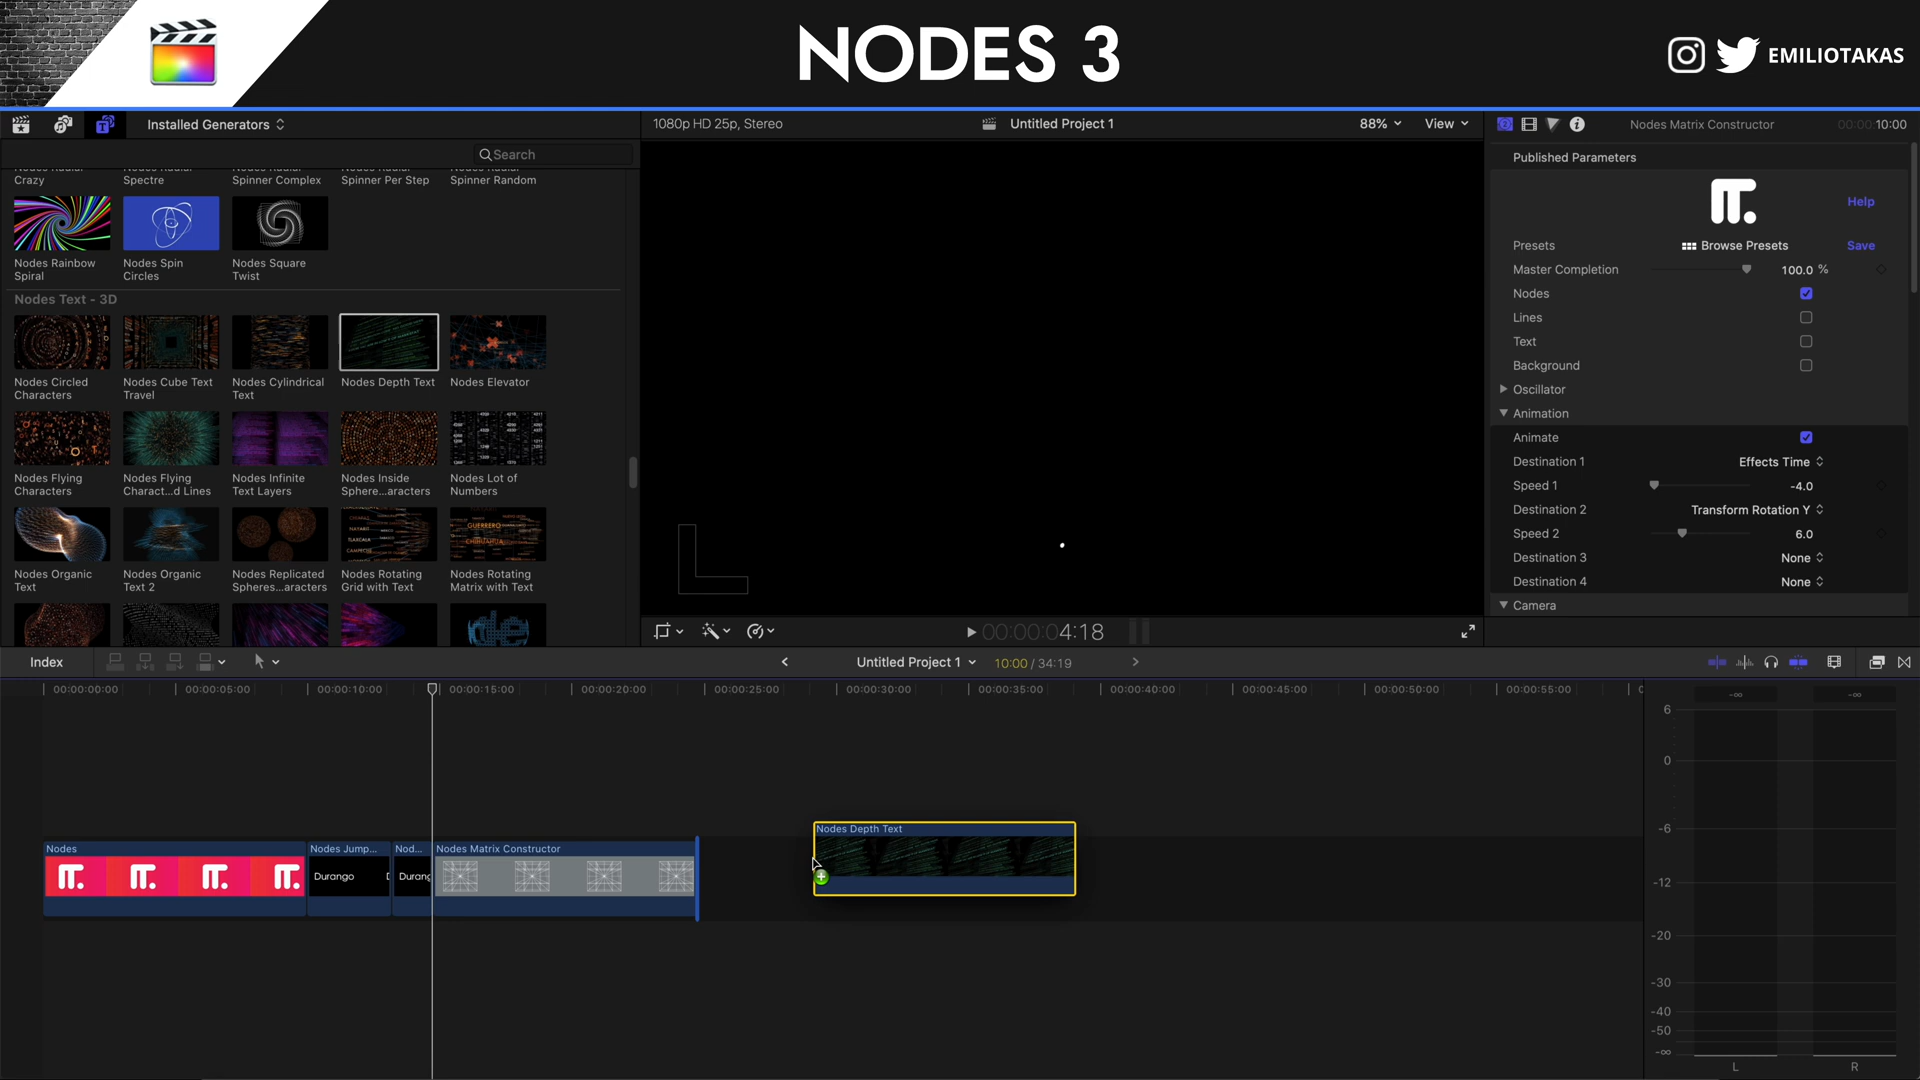 NODES 3
EMILIOTAKAS
Installed Generators
1080p HD 25p, Stereo
Untitled Project 1
88%
View
Nodes Matrix Constructor
00:00:10:00
Search
Published Parameters
Crazy
Spectre
Spinner Complex
Spinner Per Step
Spinner Random
Help
Presets
Browse Presets
Save
Master Completion
100.0 %
Nodes
Lines
Text
Background
Oscillator
Animation
Animate
Destination 1
Effects Time
Speed 1
-4.0
Destination 2
Transform Rotation Y
Speed 2
6.0
Destination 3
None
Destination 4
None
Camera
Nodes Rainbow
Spiral
Nodes Spin
Circles
Nodes Square
Twist
Nodes Text - 3D
Nodes Circled
Characters
Nodes Cube Text
Travel
Nodes Cylindrical
Text
Nodes Depth Text
Nodes Elevator
Nodes Flying
Characters
Nodes Flying
Charact...d Lines
Nodes Infinite
Text Layers
Nodes Inside
Sphere...aracters
Nodes Lot of
Numbers
GUERRERO
CHIHUAHUA
Nodes Organic
Text
Nodes Organic
Text 2
Nodes Replicated
Spheres...aracters
Nodes Rotating
Grid with Text
Nodes Rotating
Matrix with Text
00:00:04:18
Index
Untitled Project 1
10:00 / 34:19
00:00:00:00
00:00:05:00
00:00:10:00
00:00:15:00
00:00:20:00
00:00:25:00
00:00:30:00
00:00:35:00
00:00:40:00
00:00:45:00
00:00:50:00
00:00:55:00
Nodes
Nodes Jump...
Nod...
Nodes Matrix Constructor
Durango
Durang
Nodes Depth Text
-∞
-∞
6
0
-6
-12
-20
-30
-40
-50
-∞
L
R